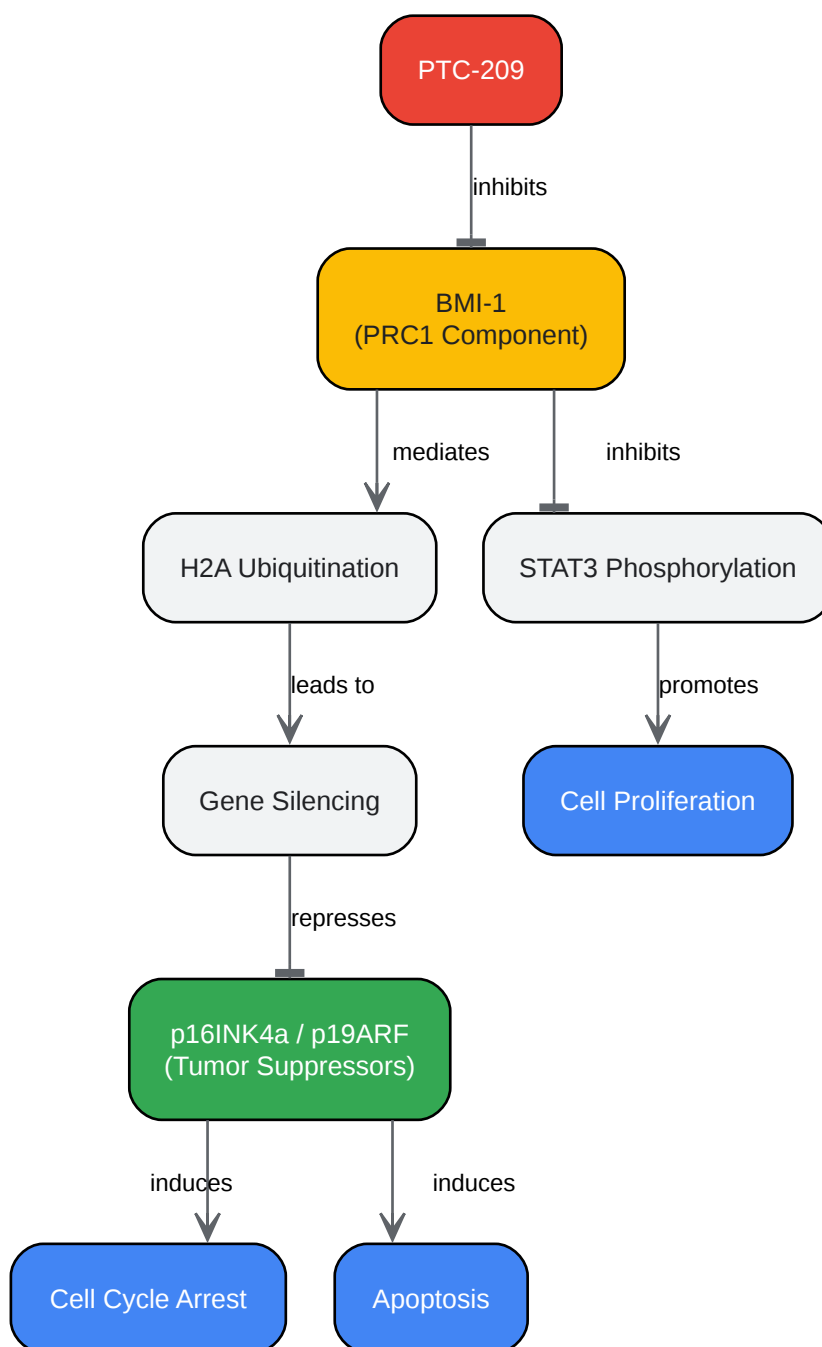 PTC-209
inhibits
BMI-1
(PRC1 Component)
mediates
inhibits
H2A Ubiquitination
STAT3 Phosphorylation
leads to
promotes
Gene Silencing
Cell Proliferation
represses
p16INK4a / p19ARF
(Tumor Suppressors)
induces
induces
Cell Cycle Arrest
Apoptosis